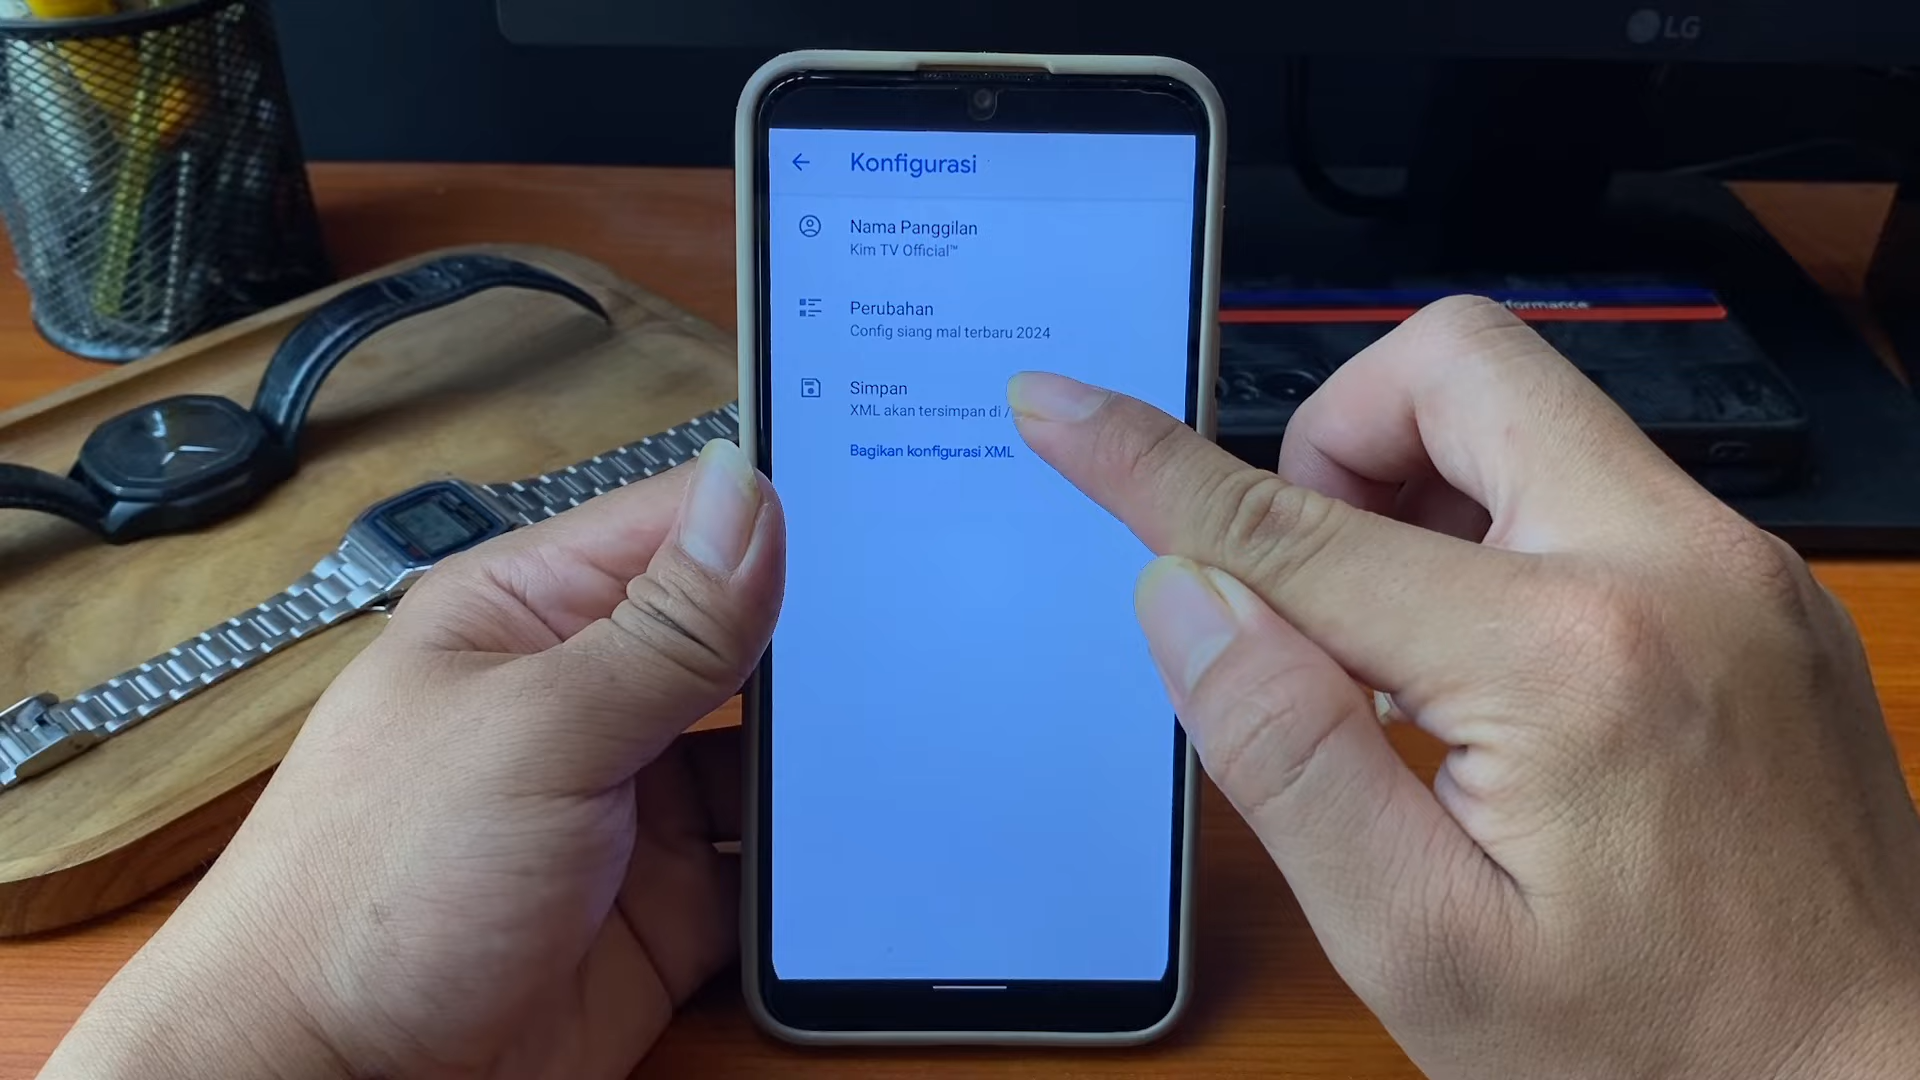 LG
Konfigurasi
Nama Panggilan
Kim TV Official™
Perubahan
Config siang mal terbaru 2024
Simpan
XML akan tersimpan di /
Bagikan konfigurasi XML